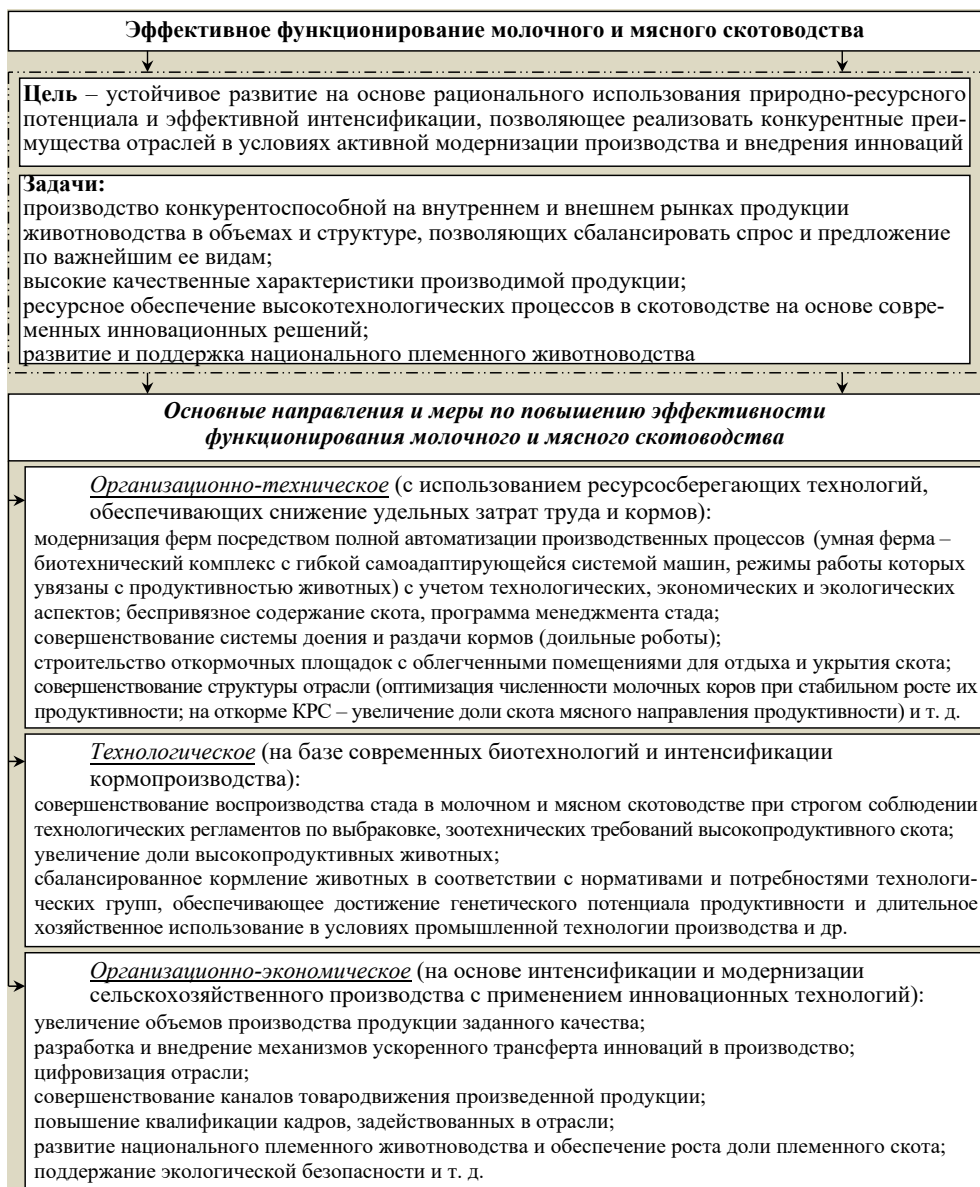 Эффективное функционирование молочного и мясного скотоводства
Цель – устойчивое развитие на основе рационального использования природно-ресурсного
потенциала и эффективной интенсификации, позволяющее реализовать конкурентные преи-
мущества отраслей в условиях активной модернизации производства и внедрения инноваций
Задачи:
производство конкурентоспособной на внутреннем и внешнем рынках продукции
животноводства в объемах и структуре, позволяющих сбалансировать спрос и предложение
по важнейшим ее видам;
высокие качественные характеристики производимой продукции;
ресурсное обеспечение высокотехнологических процессов в скотоводстве на основе совре-
менных инновационных решений;
развитие и поддержка национального племенного животноводства
Основные направления и меры по повышению эффективности
функционирования молочного и мясного скотоводства
Организационно-техническое (с использованием ресурсосберегающих технологий,
обеспечивающих снижение удельных затрат труда и кормов):
модернизация ферм посредством полной автоматизации производственных процессов (умная ферма –
биотехнический комплекс с гибкой самоадаптирующейся системой машин, режимы работы которых
увязаны с продуктивностью животных) с учетом технологических, экономических и экологических
аспектов; беспривязное содержание скота, программа менеджмента стада;
совершенствование системы доения и раздачи кормов (доильные роботы);
строительство откормочных площадок с облегченными помещениями для отдыха и укрытия скота;
совершенствование структуры отрасли (оптимизация численности молочных коров при стабильном росте их
продуктивности; на откорме КРС – увеличение доли скота мясного направления продуктивности) и т. д.
Технологическое (на базе современных биотехнологий и интенсификации
кормопроизводства):
совершенствование воспроизводства стада в молочном и мясном скотоводстве при строгом соблюдении
технологических регламентов по выбраковке, зоотехнических требований высокопродуктивного скота;
увеличение доли высокопродуктивных животных;
сбалансированное кормление животных в соответствии с нормативами и потребностями технологи-
ческих групп, обеспечивающее достижение генетического потенциала продуктивности и длительное
хозяйственное использование в условиях промышленной технологии производства и др.
Организационно-экономическое (на основе интенсификации и модернизации
сельскохозяйственного производства с применением инновационных технологий):
увеличение объемов производства продукции заданного качества;
разработка и внедрение механизмов ускоренного трансферта инноваций в производство;
цифровизация отрасли;
совершенствование каналов товародвижения произведенной продукции;
повышение квалификации кадров, задействованных в отрасли;
развитие национального племенного животноводства и обеспечение роста доли племенного скота;
поддержание экологической безопасности и т. д.